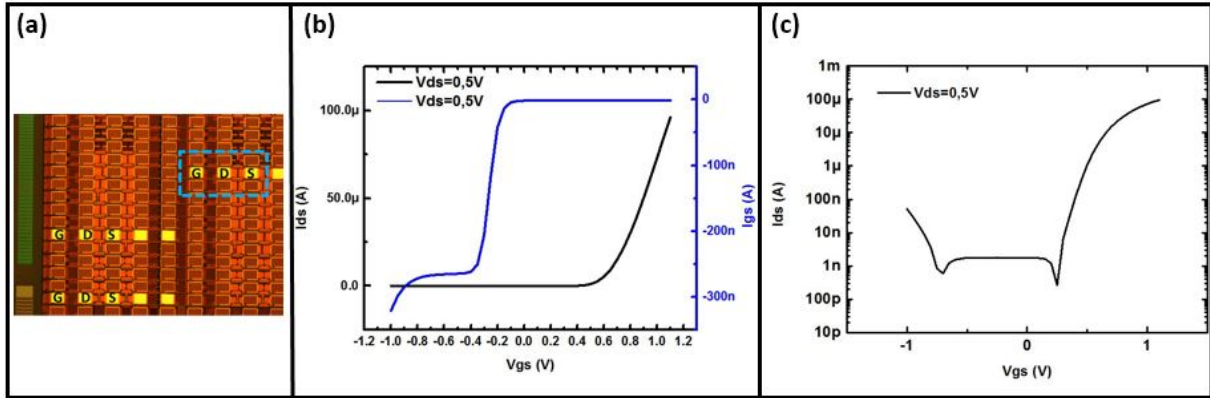 (a)
G D S
G D S
G D S
(b)
Vds=0,5V
Vds=0,5V
100.0µ
50.0µ
0.0
Ids (A)
0
-100n
-200n
-300n
Igs (A)
-1.2 -1.0 -0.8 -0.6 -0.4 -0.2 0.0 0.2 0.4 0.6 0.8 1.0 1.2
Vgs (V)
(c)
Vds=0,5V
1m
100µ
10µ
1µ
100n
10n
1n
100p
10p
Ids (A)
-1 0 1
Vgs (V)